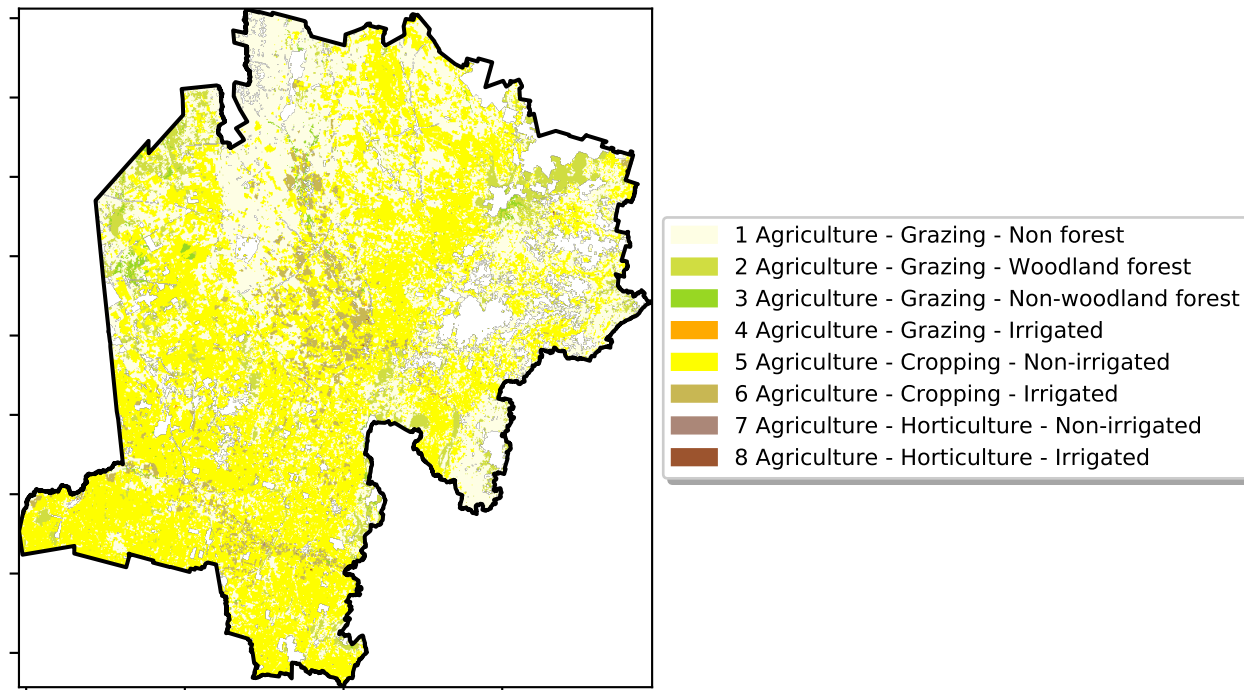 1 Agriculture - Grazing - Non forest
2 Agriculture - Grazing - Woodland forest
3 Agriculture - Grazing - Non-woodland forest
4 Agriculture - Grazing - Irrigated
5 Agriculture - Cropping - Non-irrigated
6 Agriculture - Cropping - Irrigated
7 Agriculture - Horticulture - Non-irrigated
8 Agriculture - Horticulture - Irrigated